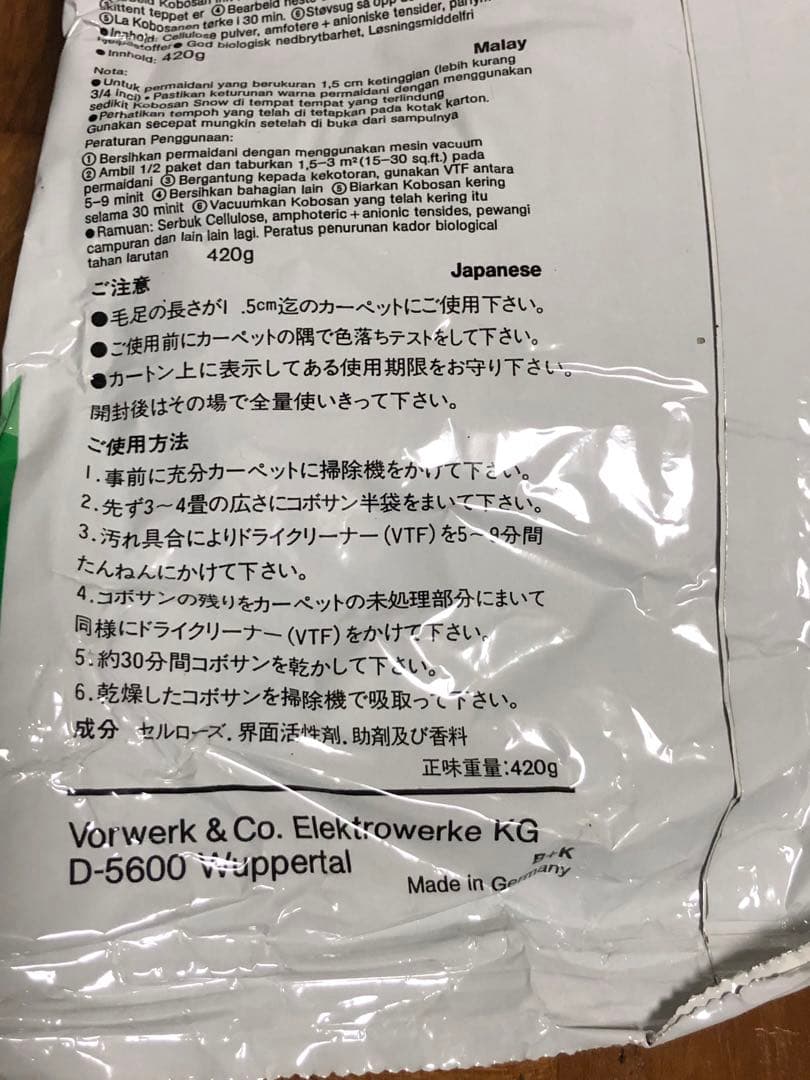 Kobosan
Skittent teppet er ④ Bearbeid
⑤ La Kobosanen tørke i 30 min. ⑥ Støvsug så opp
● Innhold: Cellulose pulver, amfotere + anioniske tensider,
● God biologisk nedbrytbarhet, Løsningsmiddelfri
● Innhold: 420g
Malay
Nota:
● Untuk permaidani yang berukuran 1,5 cm ketinggian (lebih kurang
3/4 inci) • Pastikan keturunan warna permaidani dengan menggunakan
sedikit Kobosan Snow di tempat tempat yang terlindung
● Perhatikan tempoh yang telah di tetapkan pada kotak karton.
Gunakan secepat mungkin setelah di buka dari sampulnya
Peraturan Penggunaan:
① Bersihkan permaidani dengan menggunakan mesin vacuum
② Ambil 1/2 paket dan taburkan 1,5–3 m² (15–30 sq.ft.) pada
permaidani ③ Bergantung kepada kekotoran, gunakan VTF antara
5–9 minit ④ Bersihkan bahagian lain ⑤ Biarkan Kobosan kering
selama 30 minit ⑥ Vacuumkan Kobosan yang telah kering itu
● Ramuan: Serbuk Cellulose, amphoteric + anionic tensides, pewangi
campuran dan lain lain lagi. Peratus penurunan kador biological
tahan larutan 420g
Japanese
ご注意
●毛足の長さが1.5cm迄のカーペットにご使用下さい。
●ご使用前にカーペットの隅で色落ちテストをして下さい。
●カートン上に表示してある使用期限をお守り下さい。
開封後はその場で全量使いきって下さい。
ご使用方法
1.事前に充分カーペットに掃除機をかけて下さい。
2.先ず3〜4畳の広さにコボサン半袋をまいて下さい。
3.汚れ具合によりドライクリーナー(VTF)を5〜9分間
たんねんにかけて下さい。
4.コボサンの残りをカーペットの未処理部分にまいて
同様にドライクリーナー(VTF)をかけて下さい。
5.約30分間コボサンを乾かして下さい。
6.乾燥したコボサンを掃除機で吸取って下さい。
成分 セルローズ.界面活性剤.助剤及び香料
正味重量:420g
Vorwerk & Co. Elektrowerke KG
D-5600 Wuppertal
B+K
Made in Germany